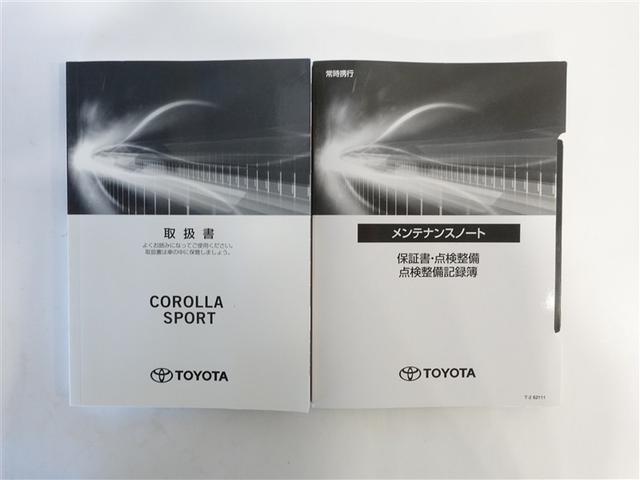 取扱書
よくお読みになってご使用ください。
取扱書は車の中に保管しましょう。
COROLLA
SPORT
TOYOTA
常時携行
メンテナンスノート
保証書・点検整備
点検整備記録簿
TOYOTA
T-Z 62111